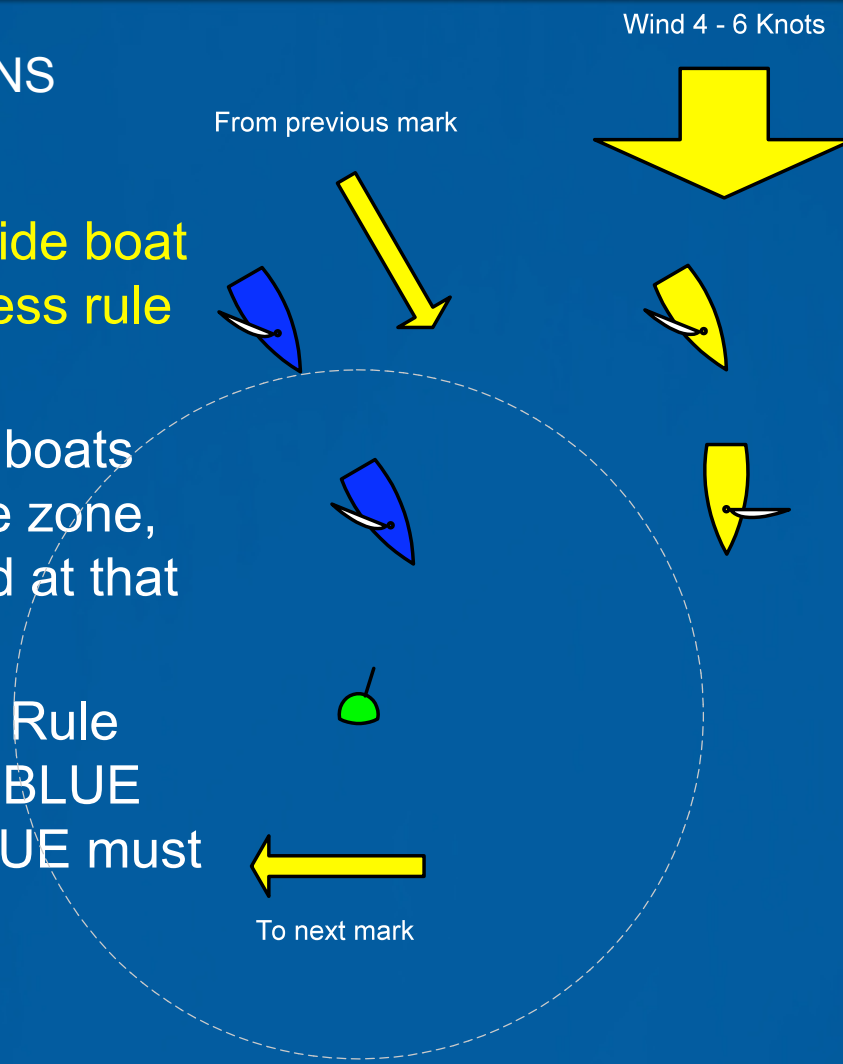 Wind 4 - 6 Knots
NS
From previous mark
ide boat
ess rule
boats
e zone,
d at that
Rule
BLUE
UE must
To next mark